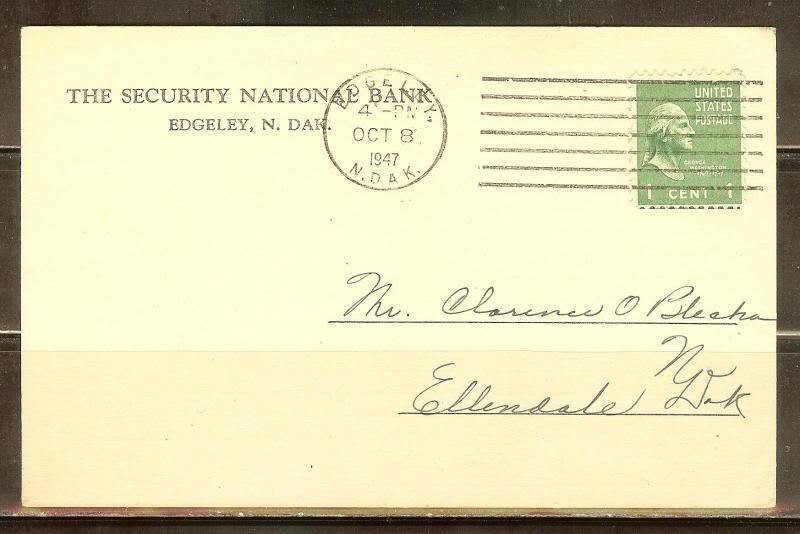 THE SECURITY NATIONAL BANK
EDGELEY, N. DAK.
EDGELEY,
4 - PM
OCT 8
1947
N.DAK.
UNITED
STATES
POSTAGE
GEORGE
WASHINGTON
1 CENT 1
Mr. Clarence O
Ellendale N Dak